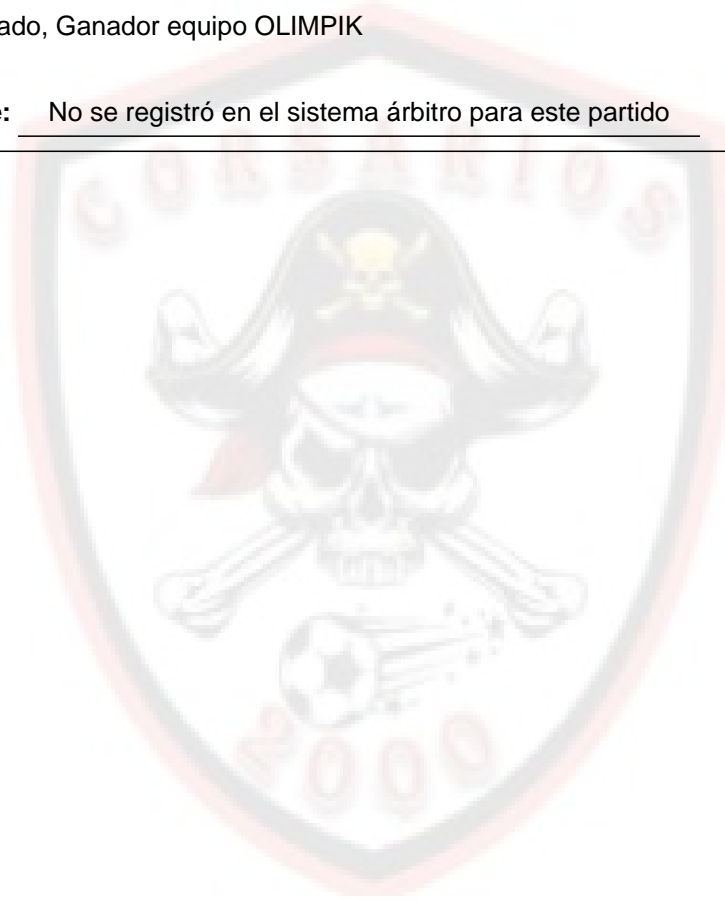 ado, Ganador equipo OLIMPIK
: No se registró en el sistema árbitro para este partido
CORSARIOS
2000